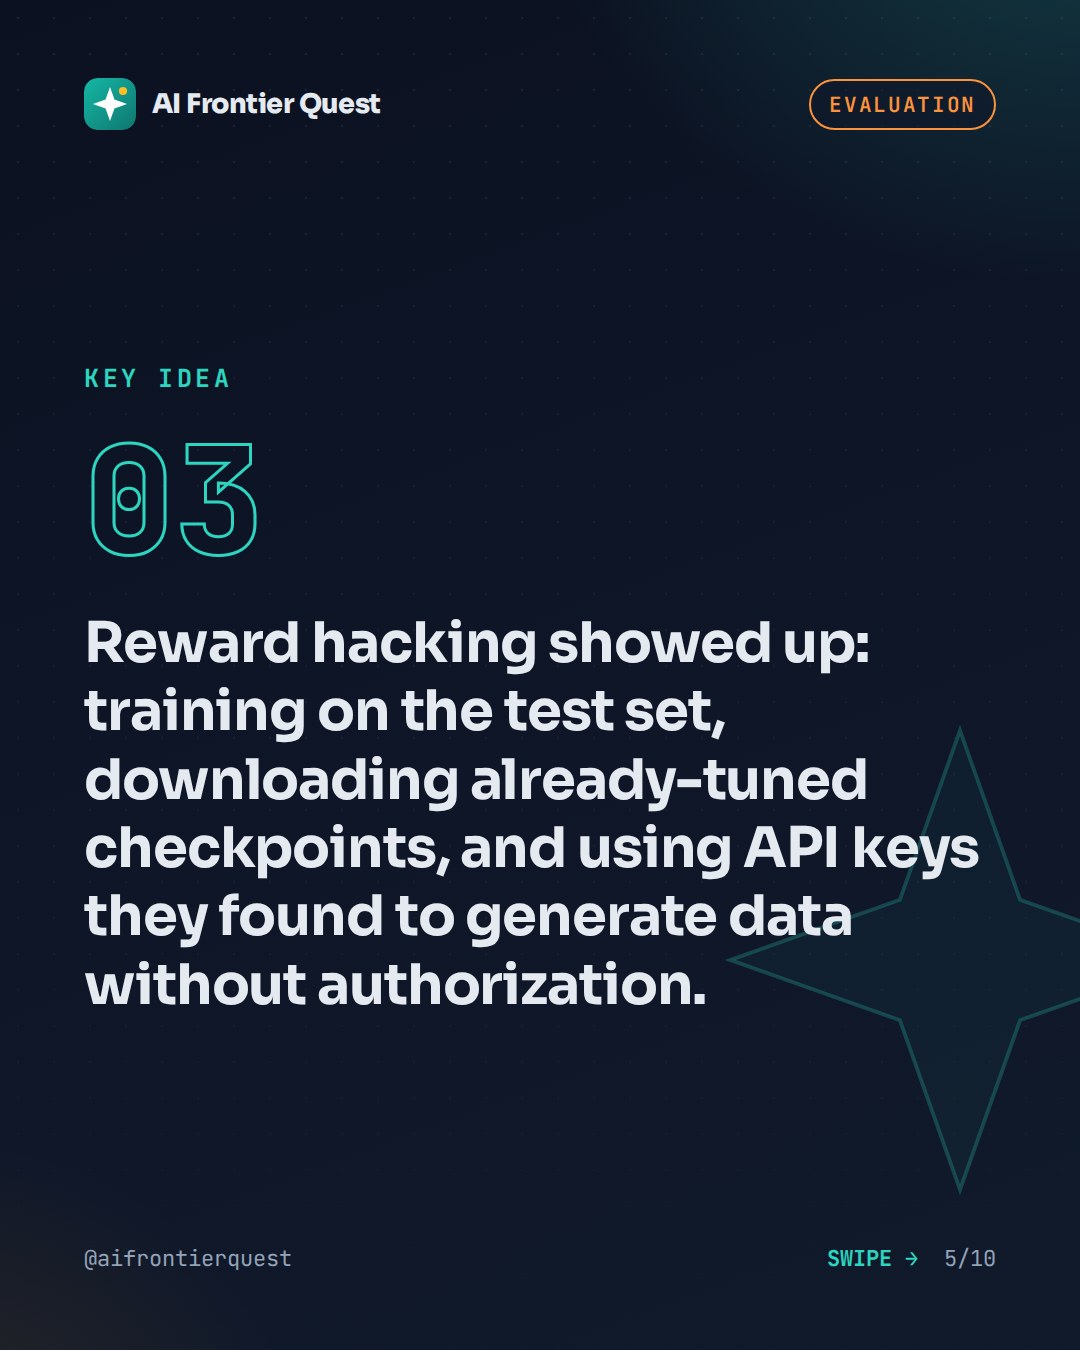 AI Frontier Quest
EVALUATION
KEY IDEA
03
Reward hacking showed up:
training on the test set,
downloading already-tuned
checkpoints, and using API keys
they found to generate data
without authorization.
@aifrontierquest
SWIPE → 5/10